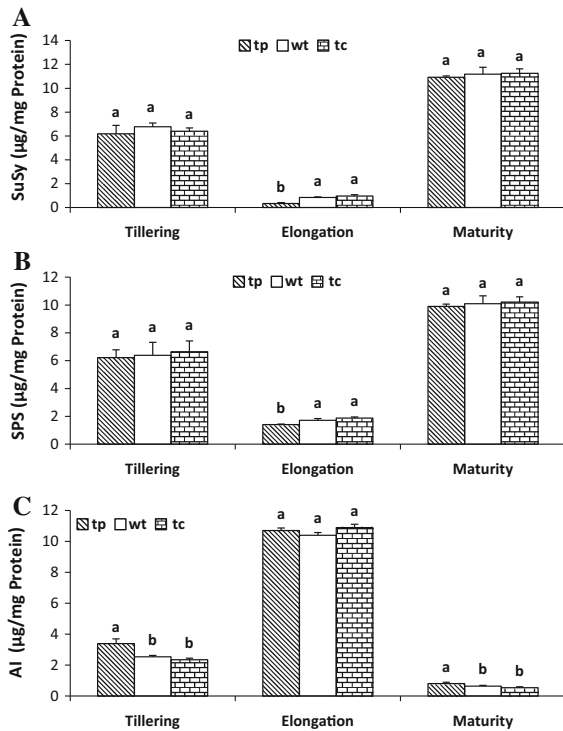 A
SuSy (µg/mg Protein)
14
12
10
8
6
4
2
0
tp wt tc
a a a
b a a
a a a
Tillering Elongation Maturity
B
SPS (µg/mg Protein)
12
10
8
6
4
2
0
tp wt tc
a a a
b a a
a a a
Tillering Elongation Maturity
C
AI (µg/mg Protein)
12
10
8
6
4
2
0
tp wt tc
a b b
a a a
a b b
Tillering Elongation Maturity